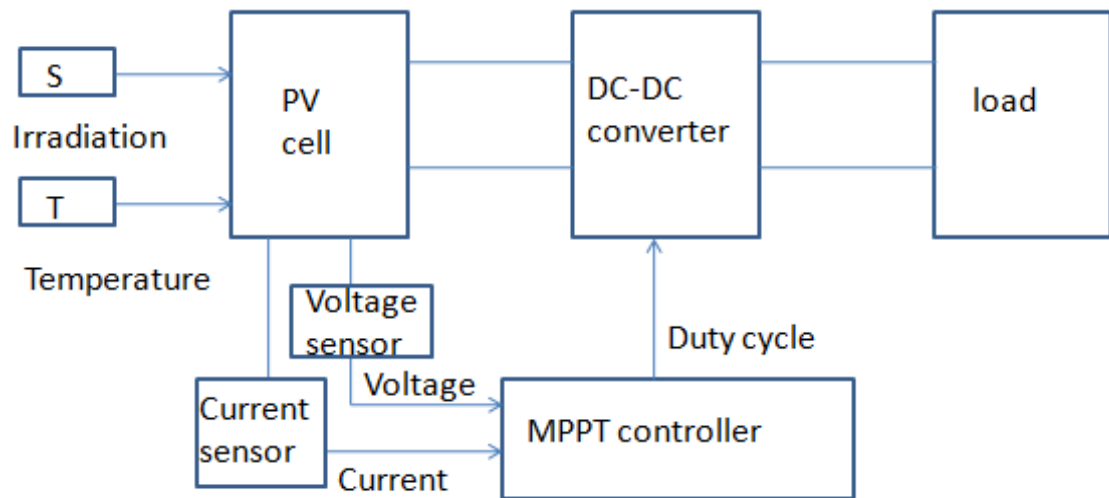 S
Irradiation
T
Temperature
PV
cell
DC-DC
converter
load
Voltage
sensor
Voltage
Duty cycle
Current
sensor
Current
MPPT controller